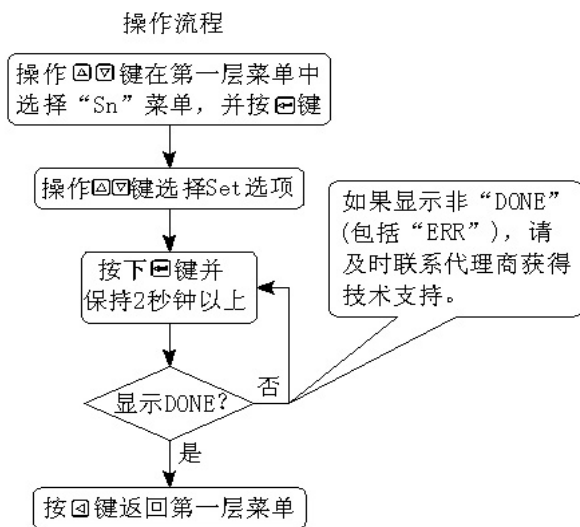 操作流程
操作△▽键在第一层菜单中
选择“Sn”菜单，并按↵键
操作△▽键选择Set选项
按下↵键并
保持2秒钟以上
如果显示非“DONE”
(包括“ERR”)，请
及时联系代理商获得
技术支持。
显示DONE？
否
是
按◁键返回第一层菜单